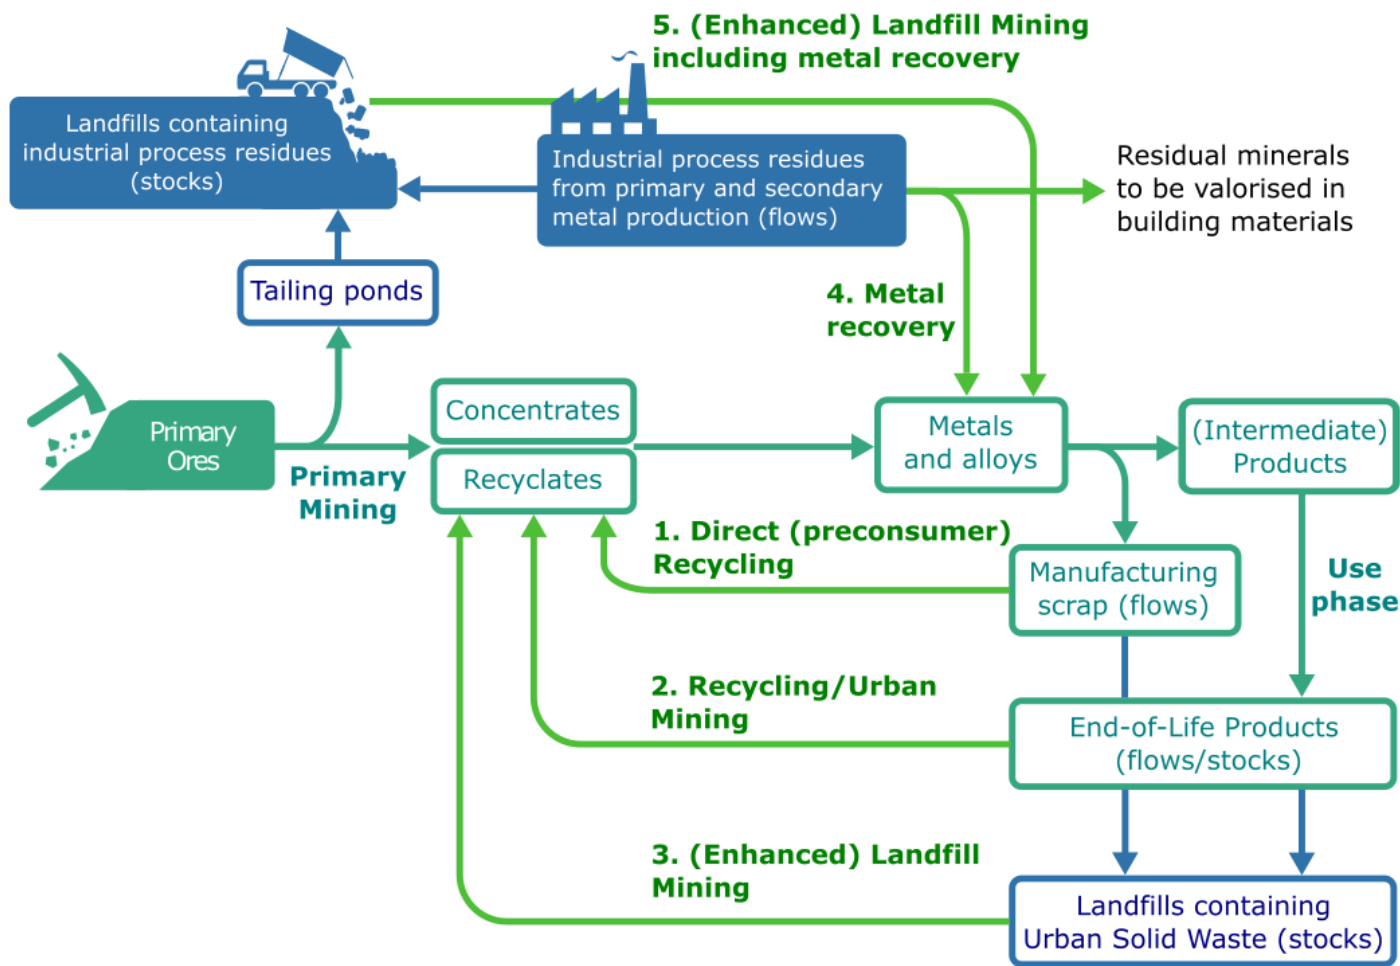 5. (Enhanced) Landfill Mining
including metal recovery
Landfills containing
industrial process residues
(stocks)
Industrial process residues
from primary and secondary
metal production (flows)
Residual minerals
to be valorised in
building materials
Tailing ponds
4. Metal
recovery
Primary
Ores
Primary
Mining
Concentrates
Recyclates
Metals
and alloys
(Intermediate)
Products
1. Direct (preconsumer)
Recycling
Manufacturing
scrap (flows)
Use
phase
2. Recycling/Urban
Mining
End-of-Life Products
(flows/stocks)
3. (Enhanced) Landfill
Mining
Landfills containing
Urban Solid Waste (stocks)